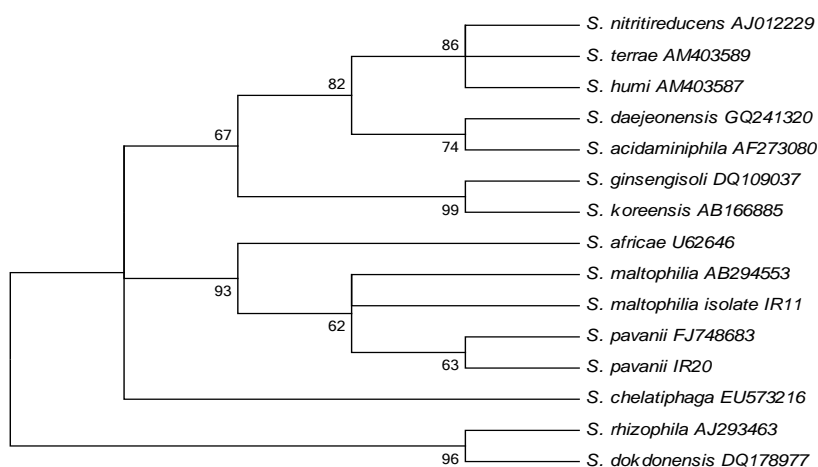 S. nitritireducens AJ012229
86
S. terrae AM403589
82
S. humi AM403587
S. daejeonensis GQ241320
67
74
S. acidaminiphila AF273080
S. ginsengisoli DQ109037
99
S. koreensis AB166885
S. africae U62646
93
S. maltophilia AB294553
S. maltophilia isolate IR11
62
S. pavanii FJ748683
63
S. pavanii IR20
S. chelatiphaga EU573216
S. rhizophila AJ293463
96
S. dokdonensis DQ178977